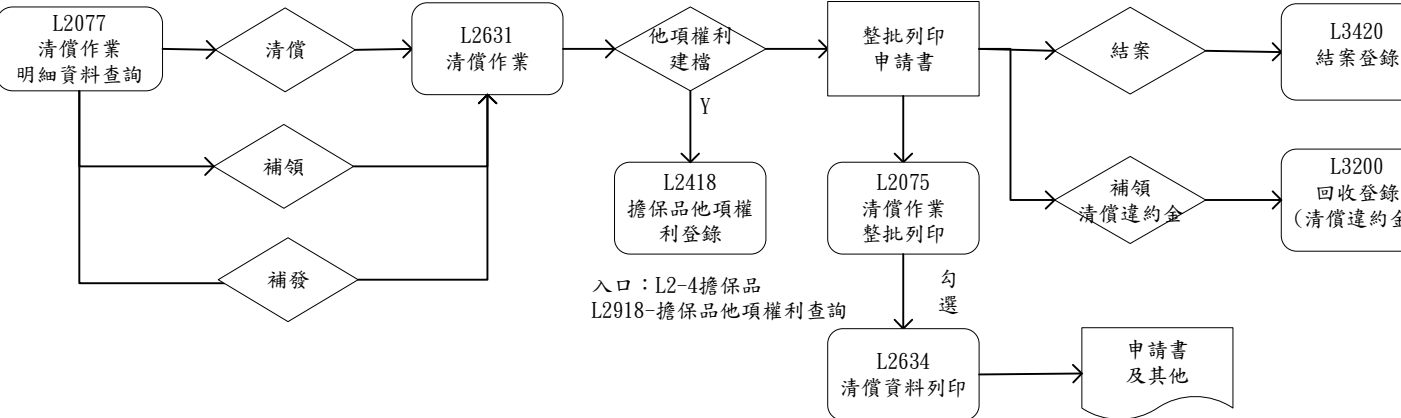 L2077
清償作業
明細資料查詢
清償
L2631
清償作業
他項權利
建檔
整批列印
申請書
結案
L3420
結案登錄
Y
補領
L2418
擔保品他項權
利登錄
L2075
清償作業
整批列印
補領
清償違約金
L3200
回收登錄
(清償違約金
補發
入口：L2-4擔保品
L2918-擔保品他項權利查詢
勾
選
L2634
清償資料列印
申請書
及其他